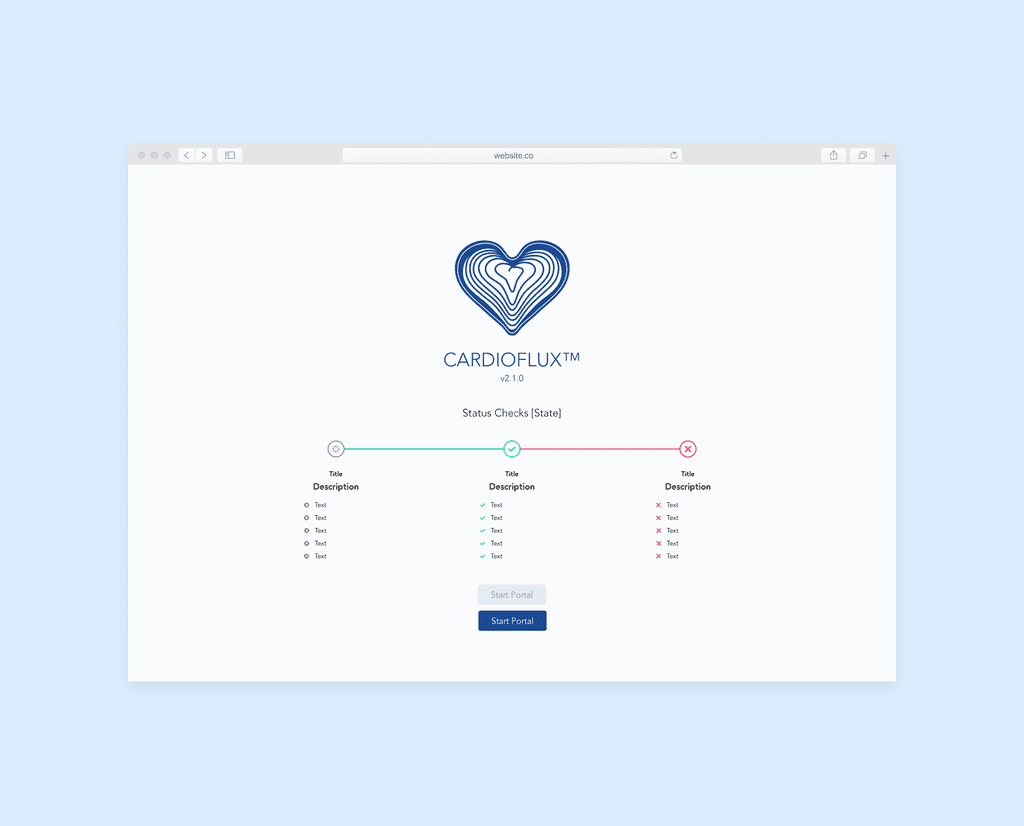 website.co
CARDIOFLUX™
v2.1.0
Status Checks [State]
Title Title Title
Description Description Description
Text Text Text
Text Text Text
Text Text Text
Text Text Text
Text Text Text
Start Portal
Start Portal